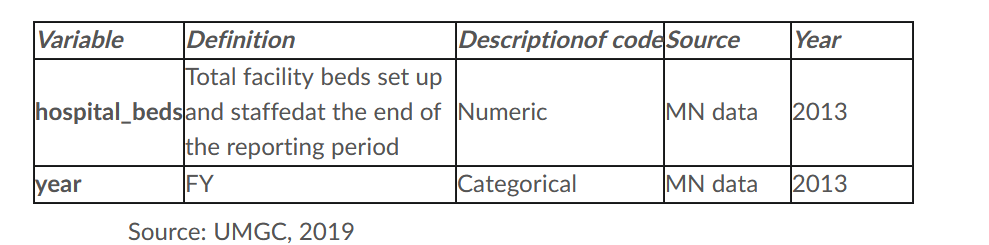 Variable Definition Descriptionof code Source Year
Total facility beds set up
hospital_beds and staffedat the end of Numeric MN data 2013
the reporting period
year FY Categorical MN data 2013
Source: UMGC, 2019